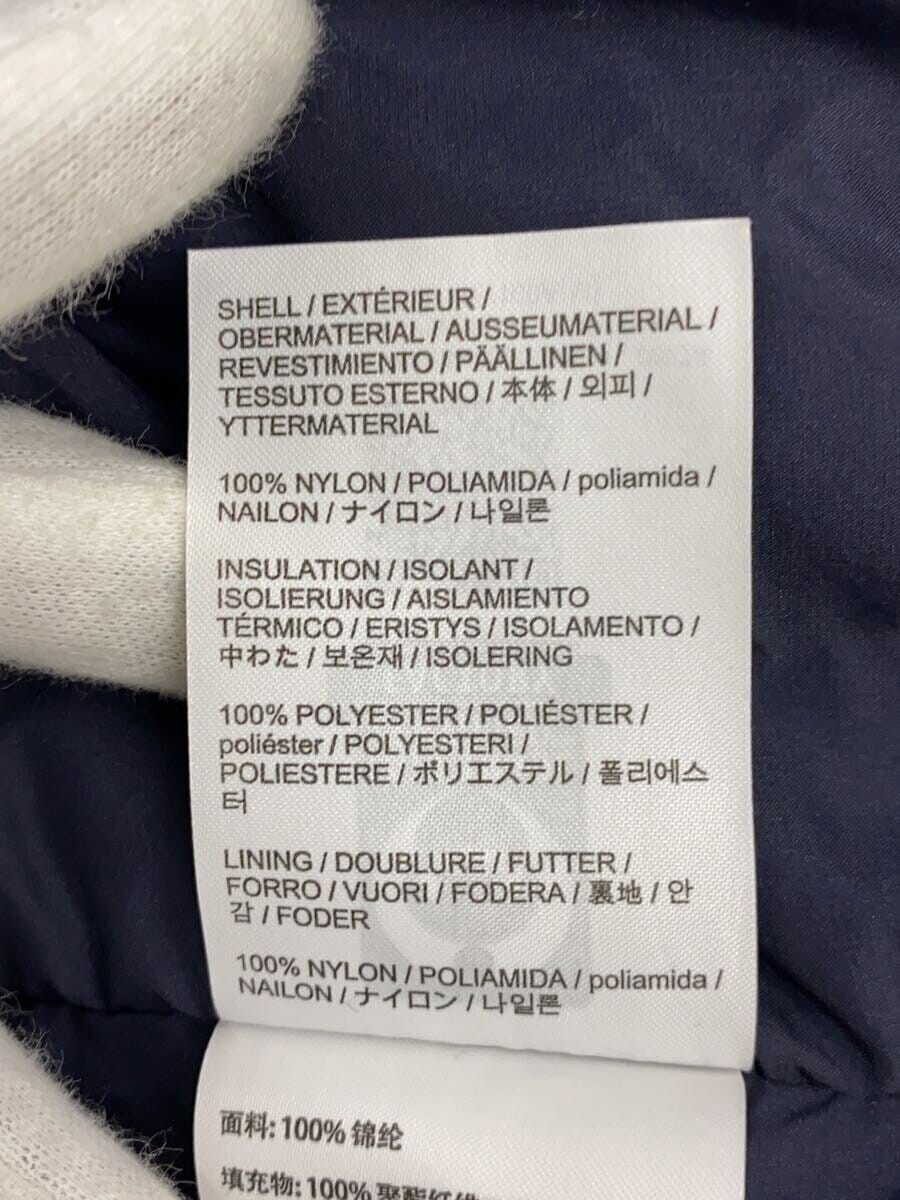 SHELL / EXTÉRIEUR /
OBERMATERIAL / AUSSEUMATERIAL /
REVESTIMIENTO / PÄÄLLINEN /
TESSUTO ESTERNO / 本体 / 외피 /
YTTERMATERIAL
100% NYLON / POLIAMIDA / poliamida /
NAILON / ナイロン / 나일론
INSULATION / ISOLANT /
ISOLIERUNG / AISLAMIENTO
TÉRMICO / ERISTYS / ISOLAMENTO /
中わた / 보온재 / ISOLERING
100% POLYESTER / POLIÉSTER /
poliéster / POLYESTERI /
POLIESTERE / ポリエステル / 폴리에스
터
LINING / DOUBLURE / FUTTER /
FORRO / VUORI / FODERA / 裏地 / 안
감 / FODER
100% NYLON / POLIAMIDA / poliamida /
NAILON / ナイロン / 나일론
面料: 100% 锦纶
填充物: 100% 聚酯纤维